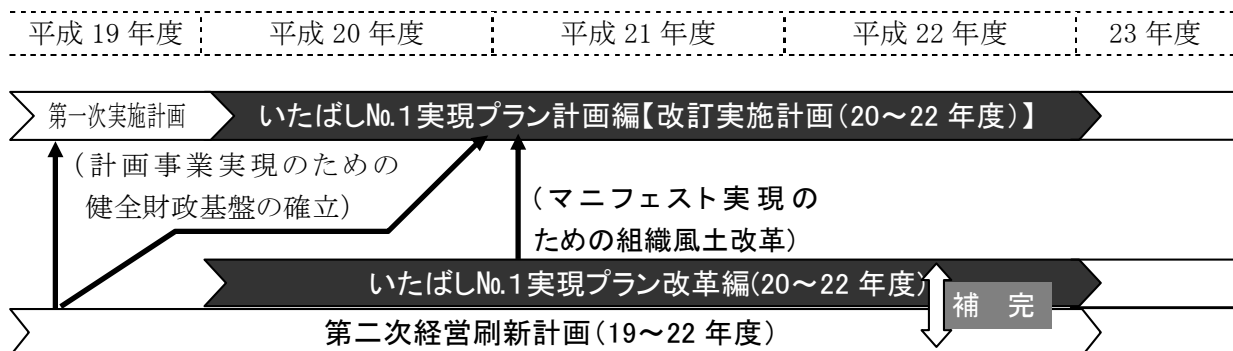 平成 19 年度 平成 20 年度 平成 21 年度 平成 22 年度 23 年度
第一次実施計画 いたばし№1実現プラン計画編【改訂実施計画(20～22 年度)】
(計画事業実現のための
健全財政基盤の確立)
(マニフェスト実現の
ための組織風土改革)
いたばし№1実現プラン改革編(20～22 年度)
補 完
第二次経営刷新計画(19～22 年度)